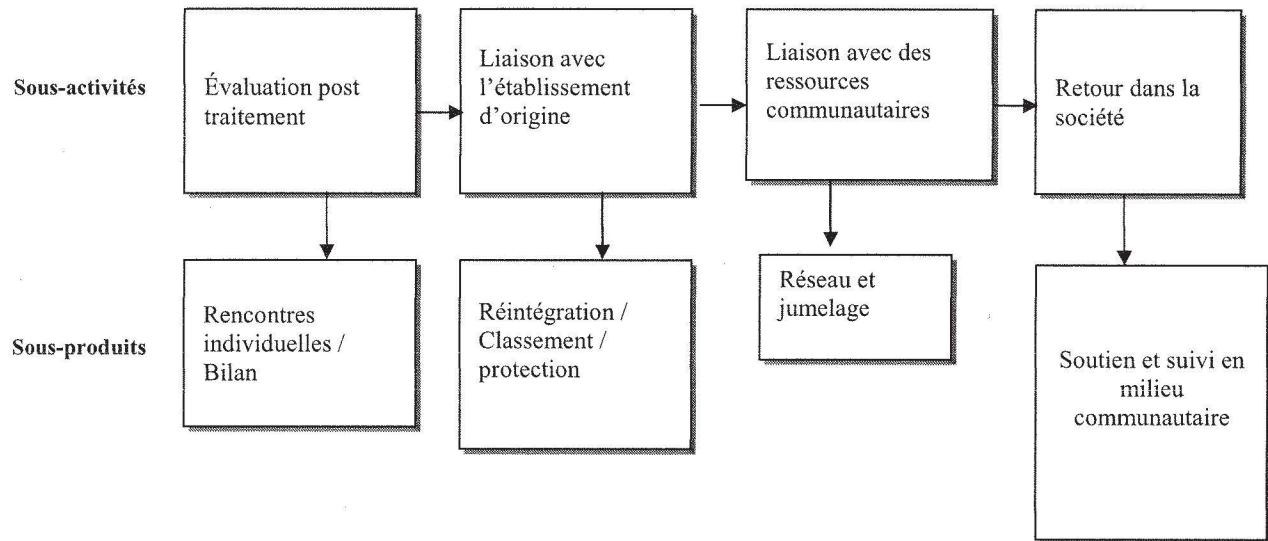 Sous-activités
Évaluation post
traitement
Liaison avec
l'établissement
d'origine
Liaison avec des
ressources
communautaires
Retour dans la
société
Sous-produits
Rencontres
individuelles /
Bilan
Réintégration /
Classement /
protection
Réseau et
jumelage
Soutien et suivi en
milieu
communautaire